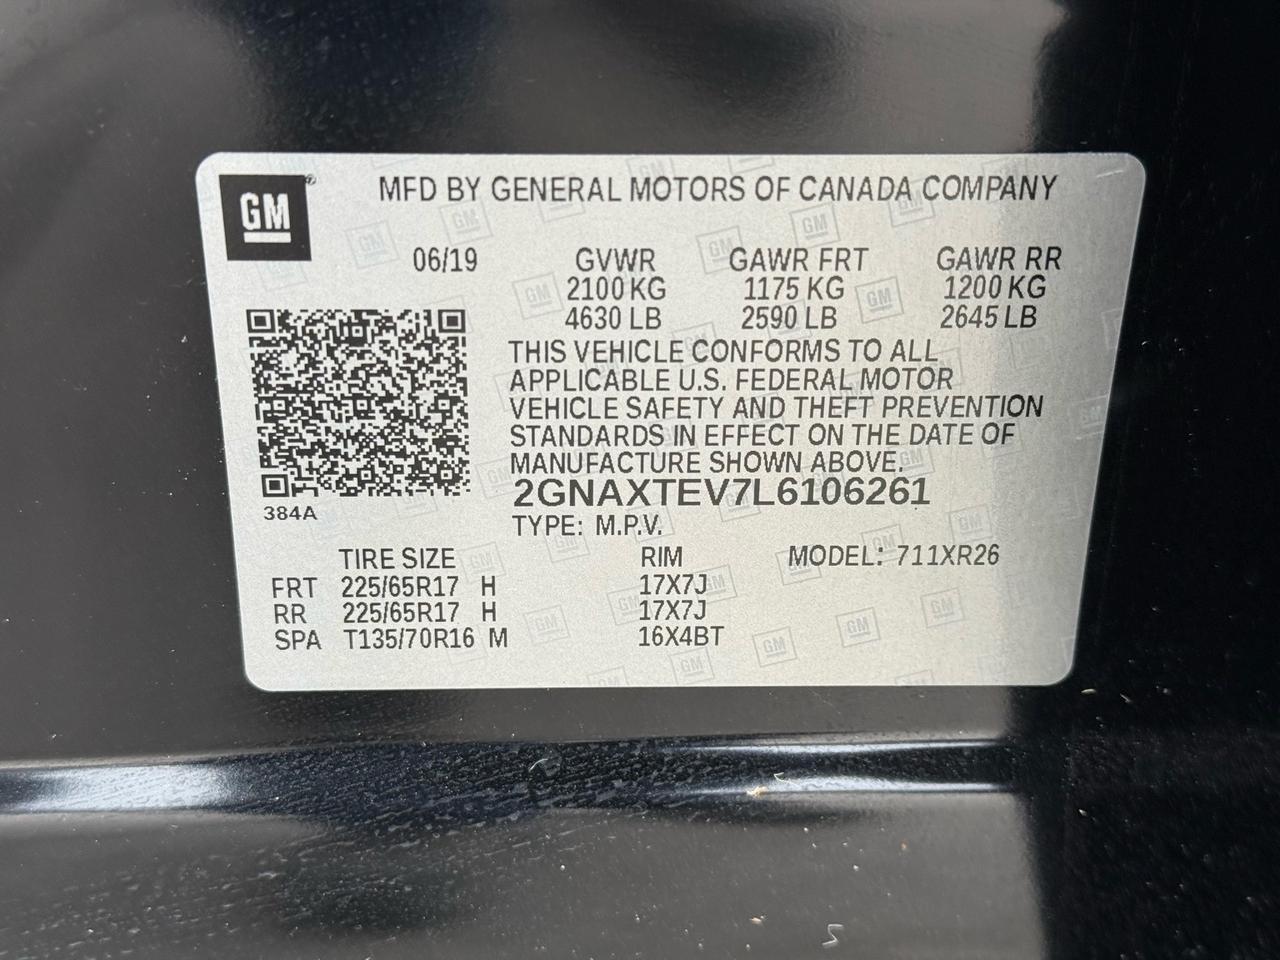 GM
MFD BY GENERAL MOTORS OF CANADA COMPANY
06/19 GVWR GAWR FRT GAWR RR
2100 KG 1175 KG 1200 KG
4630 LB 2590 LB 2645 LB
THIS VEHICLE CONFORMS TO ALL
APPLICABLE U.S. FEDERAL MOTOR
VEHICLE SAFETY AND THEFT PREVENTION
STANDARDS IN EFFECT ON THE DATE OF
MANUFACTURE SHOWN ABOVE.
2GNAXTEV7L6106261
384A
TYPE: M.P.V.
TIRE SIZE RIM MODEL: 711XR26
FRT 225/65R17 H 17X7J
RR 225/65R17 H 17X7J
SPA T135/70R16 M 16X4BT